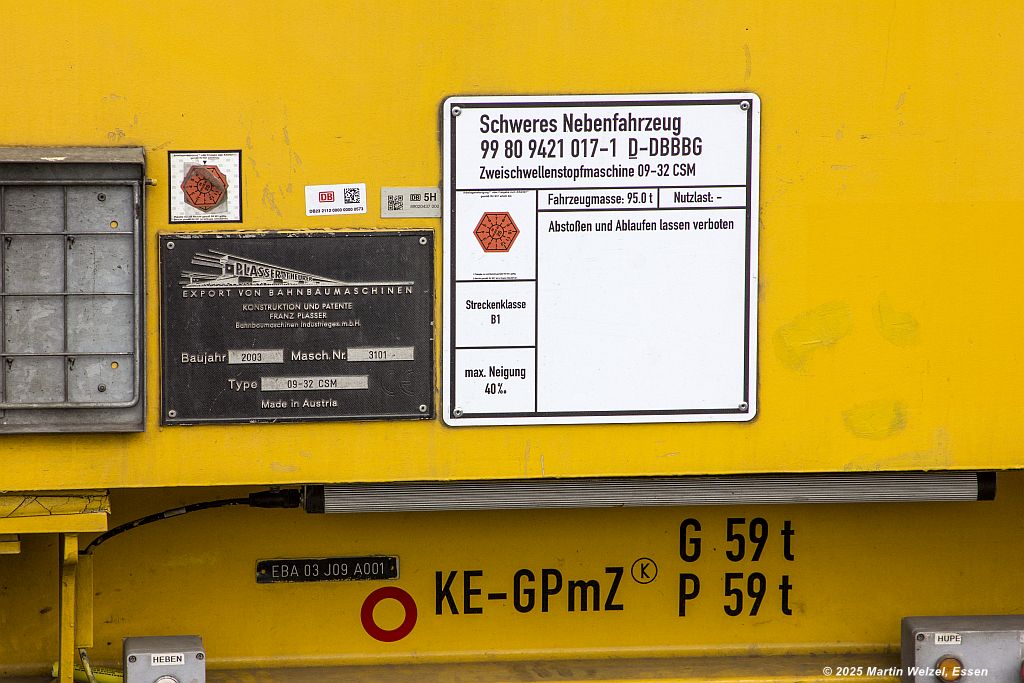 Schweres Nebenfahrzeug
99 80 9421 017-1 D-DBBBG
Zweischwellenstopfmaschine 09-32 CSM
Fahrzeugmasse: 95.0 t
Nutzlast: -
Abstoßen und Ablaufen lassen verboten
Streckenklasse
B1
max. Neigung
40‰
DB
5H
PLASSER & THEURER
EXPORT VON BAHNBAUMASCHINEN
KONSTRUKTION UND PATENTE
FRANZ PLASSER
Bahnbaumaschinen Industrieges.m.b.H.
Baujahr 2003 Masch.Nr. 3101
Type 09-32 CSM
Made in Austria
EBA 03 J09 A001
KE-GPmZ K
G 59 t
P 59 t
HEBEN
HUPE
© 2025 Martin Welzel, Essen